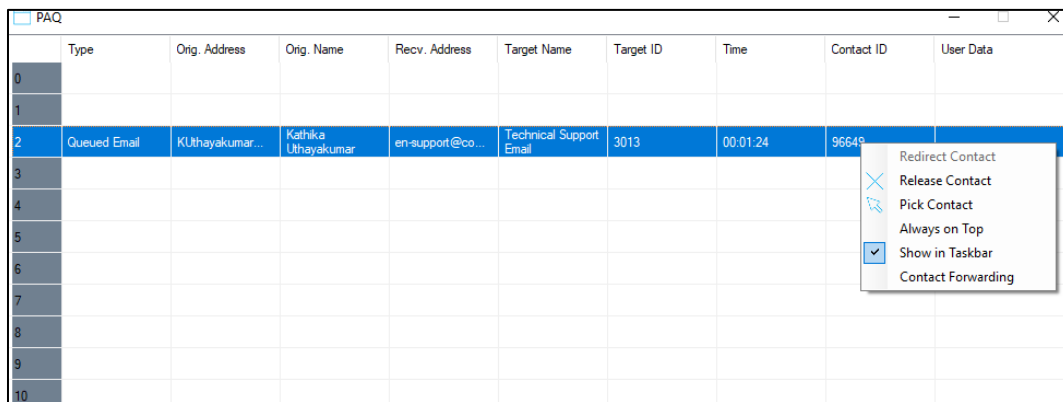 PAQ
Type Orig. Address Orig. Name Recv. Address Target Name Target ID Time Contact ID User Data
0
1
2 Queued Email KUthayakumar... Kathika Uthayakumar en-support@co... Technical Support Email 3013 00:01:24 96649
Redirect Contact
3 Release Contact
4 Pick Contact
Always on Top
5
Show in Taskbar
6
Contact Forwarding
7
8
9
10